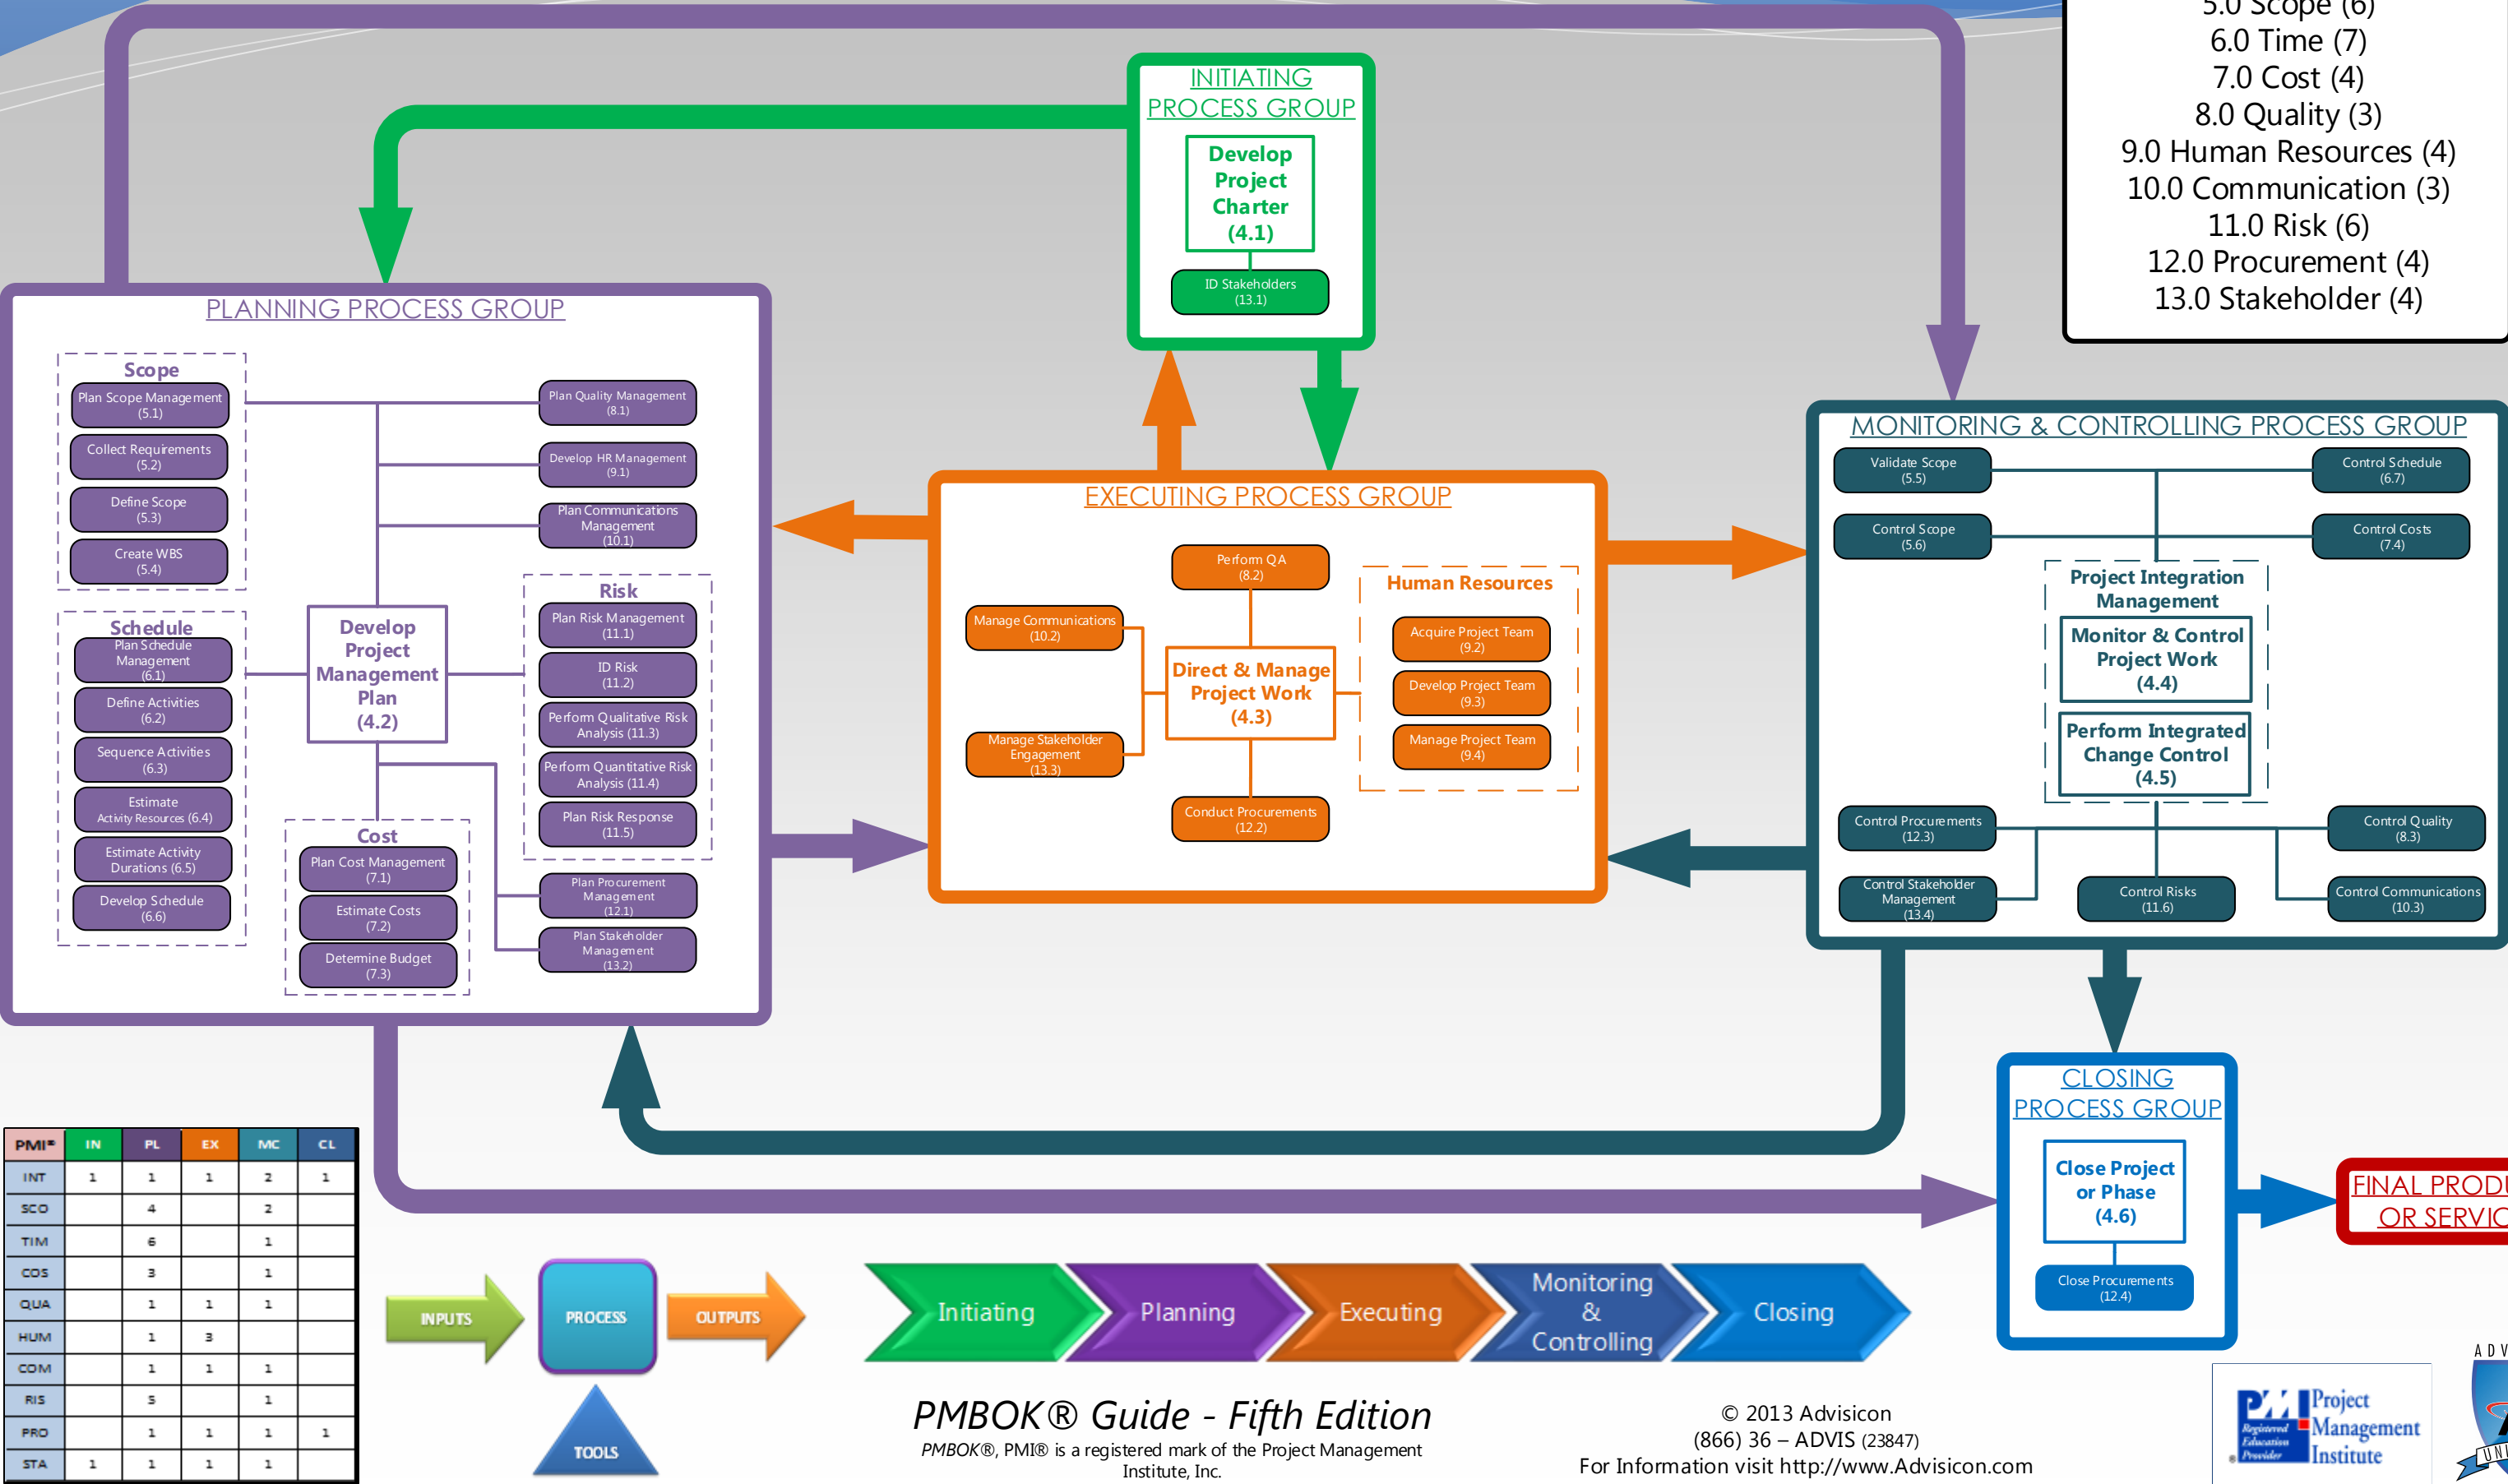 5.0 Scope (6)
6.0 Time (7)
7.0 Cost (4)
8.0 Quality (3)
9.0 Human Resources (4)
10.0 Communication (3)
11.0 Risk (6)
12.0 Procurement (4)
13.0 Stakeholder (4)
INITIATING
PROCESS GROUP
Develop
Project
Charter
(4.1)
ID Stakeholders
(13.1)
PLANNING PROCESS GROUP
Scope
Plan Scope Management
(5.1)
Collect Requirements
(5.2)
Define Scope
(5.3)
Create WBS
(5.4)
Schedule
Plan Schedule
Management
(6.1)
Define Activities
(6.2)
Sequence Activities
(6.3)
Estimate
Activity Resources (6.4)
Estimate Activity
Durations (6.5)
Develop Schedule
(6.6)
Develop
Project
Management
Plan
(4.2)
Cost
Plan Cost Management
(7.1)
Estimate Costs
(7.2)
Determine Budget
(7.3)
Plan Quality Management
(8.1)
Develop HR Management
(9.1)
Plan Communications
Management
(10.1)
Risk
Plan Risk Management
(11.1)
ID Risk
(11.2)
Perform Qualitative Risk
Analysis (11.3)
Perform Quantitative Risk
Analysis (11.4)
Plan Risk Response
(11.5)
Plan Procurement
Management
(12.1)
Plan Stakeholder
Management
(13.2)
EXECUTING PROCESS GROUP
Perform QA
(8.2)
Manage Communications
(10.2)
Manage Stakeholder
Engagement
(13.3)
Direct & Manage
Project Work
(4.3)
Conduct Procurements
(12.2)
Human Resources
Acquire Project Team
(9.2)
Develop Project Team
(9.3)
Manage Project Team
(9.4)
MONITORING & CONTROLLING PROCESS GROUP
Validate Scope
(5.5)
Control Schedule
(6.7)
Control Scope
(5.6)
Control Costs
(7.4)
Project Integration
Management
Monitor & Control
Project Work
(4.4)
Perform Integrated
Change Control
(4.5)
Control Procurements
(12.3)
Control Quality
(8.3)
Control Stakeholder
Management
(13.4)
Control Risks
(11.6)
Control Communications
(10.3)
CLOSING
PROCESS GROUP
Close Project
or Phase
(4.6)
Close Procurements
(12.4)
FINAL PRODU
OR SERVIC
PMI® IN PL EX MC CL
INT 1 1 1 2 1
SCO 4 2
TIM 6 1
COS 3 1
QUA 1 1 1
HUM 1 3
COM 1 1 1
RIS 5 1
PRO 1 1 1 1
STA 1 1 1 1
INPUTS
PROCESS
OUTPUTS
TOOLS
Initiating
Planning
Executing
Monitoring
&
Controlling
Closing
PMBOK® Guide - Fifth Edition
PMBOK®, PMI® is a registered mark of the Project Management
Institute, Inc.
© 2013 Advisicon
(866) 36 – ADVIS (23847)
For Information visit http://www.Advisicon.com
PMI
Registered
Education
Provider
®
Project
Management
Institute
ADV
UNI